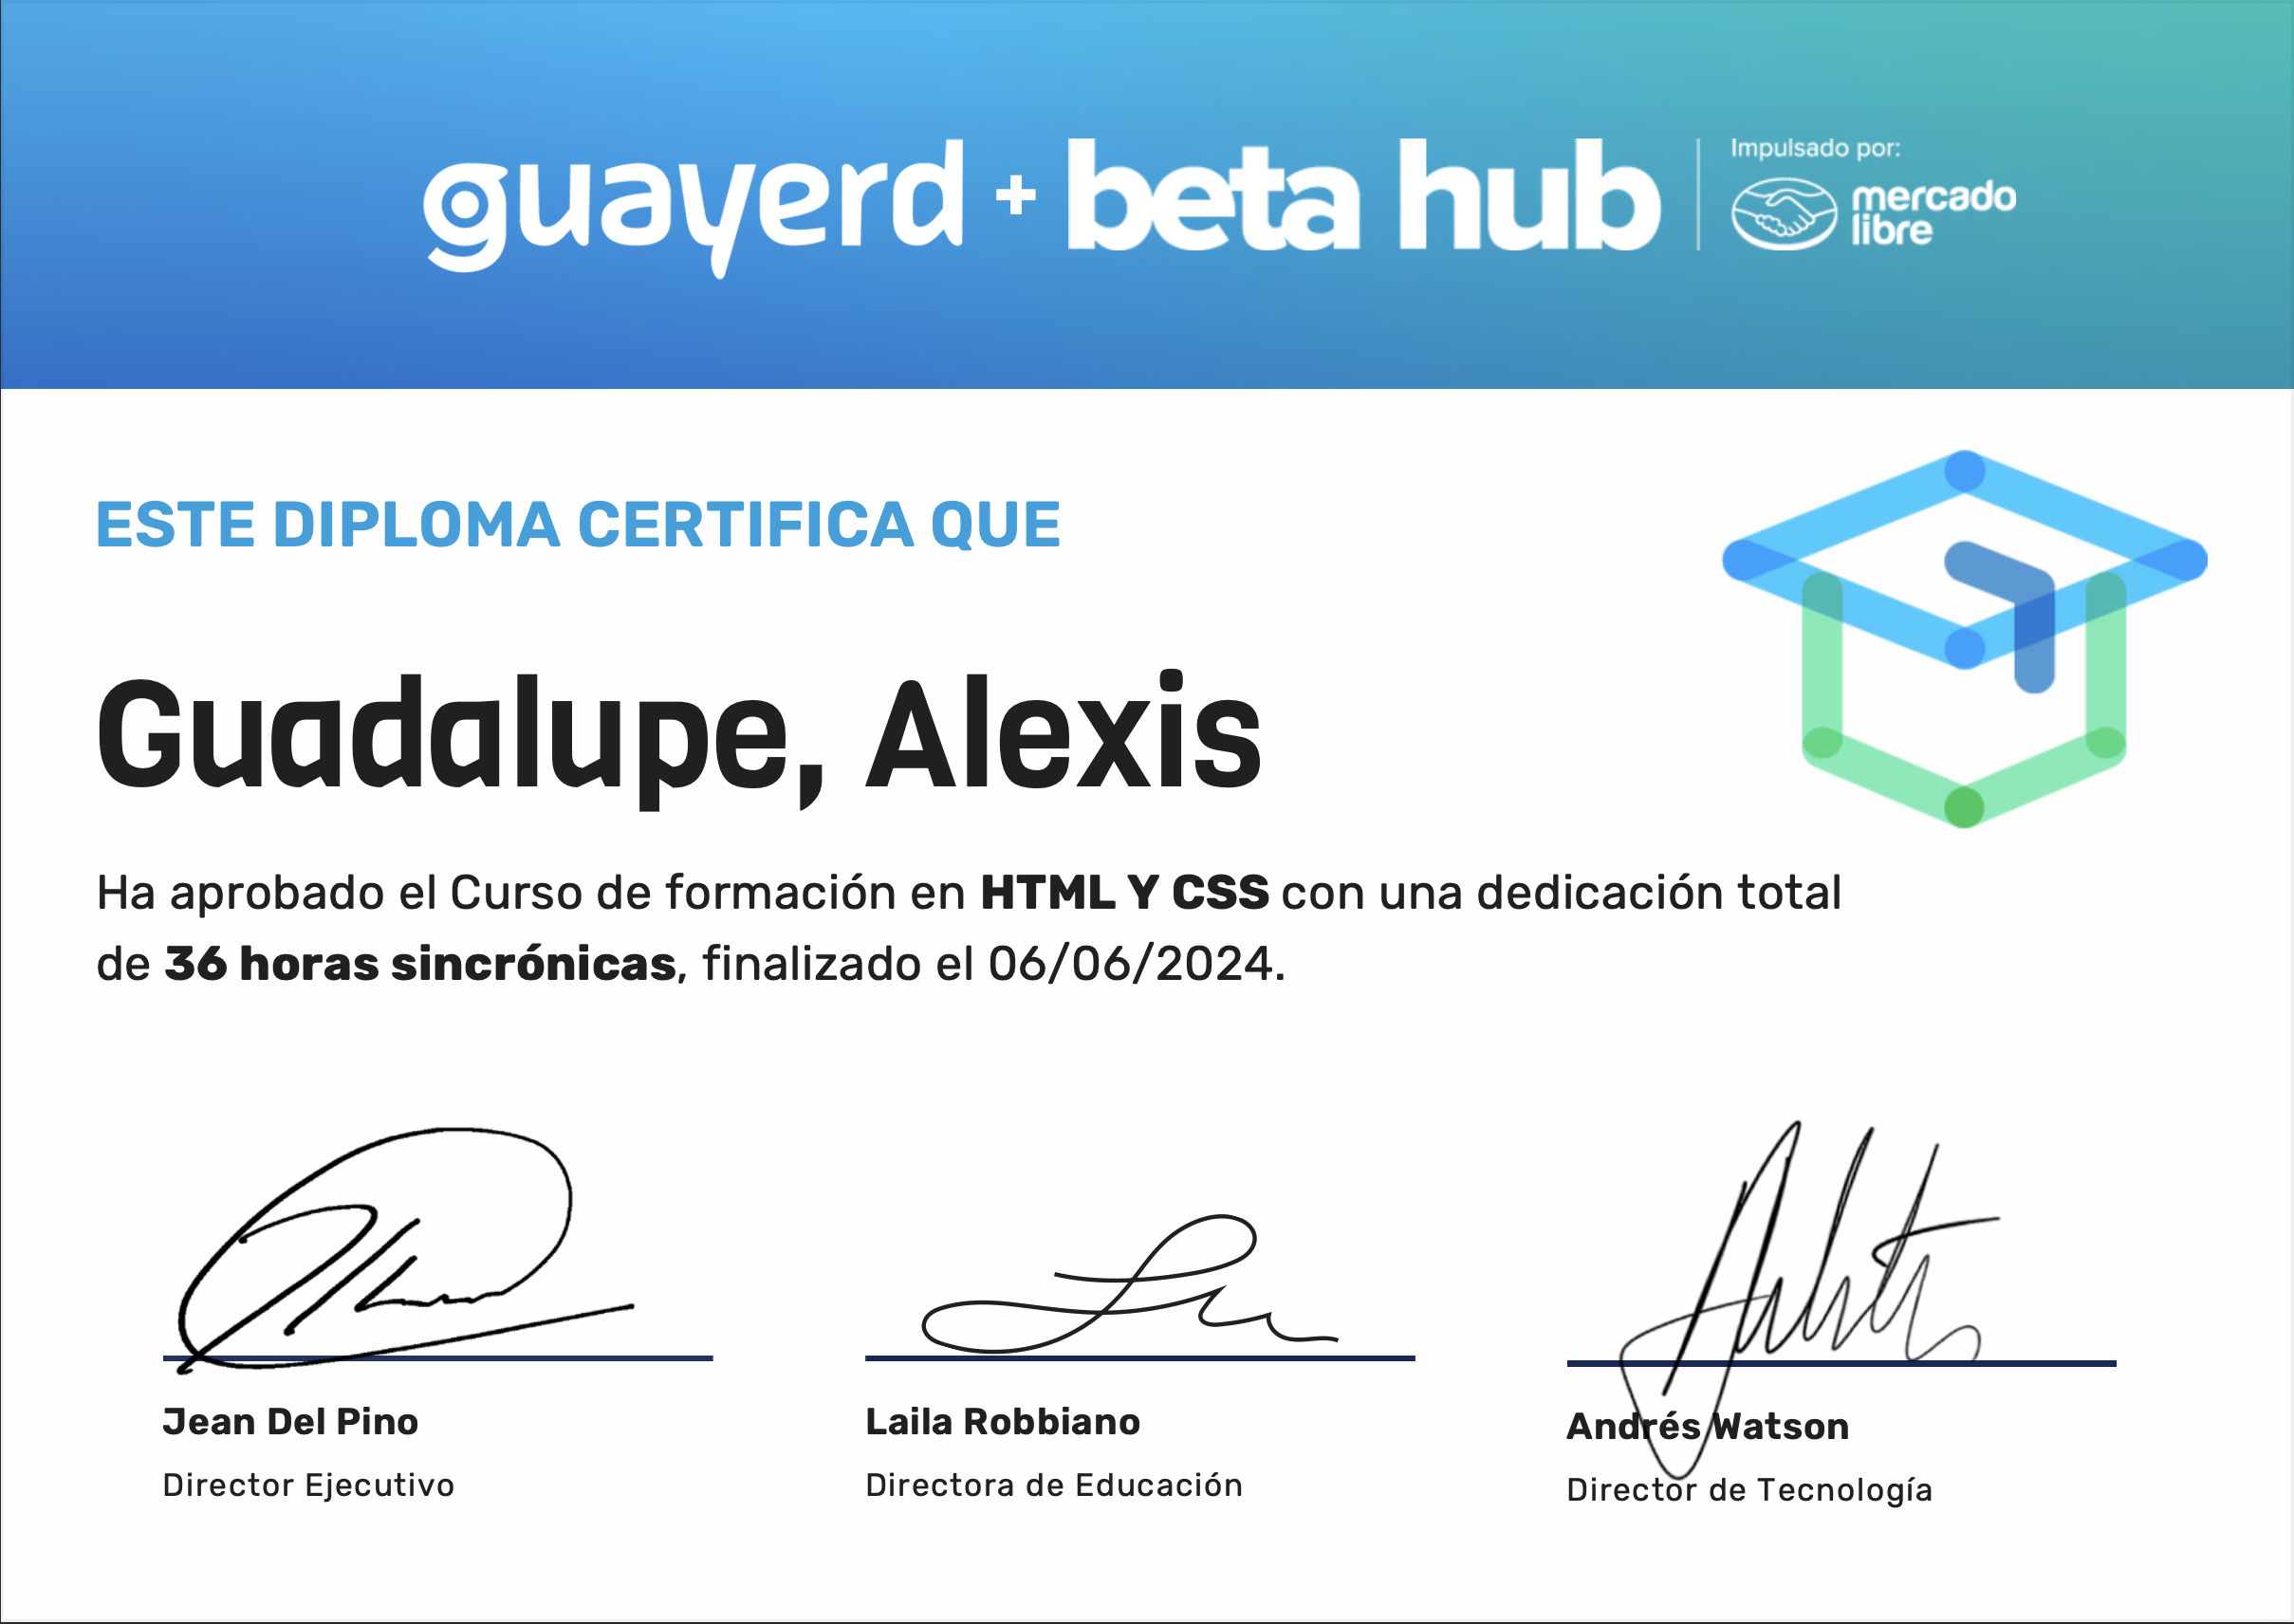 guayerd + beta hub
Impulsado por:
mercado
libre
ESTE DIPLOMA CERTIFICA QUE
Guadalupe, Alexis
Ha aprobado el Curso de formación en HTML Y CSS con una dedicación total
de 36 horas sincrónicas, finalizado el 06/06/2024.
Jean Del Pino
Director Ejecutivo
Laila Robbiano
Directora de Educación
Andrés Watson
Director de Tecnología